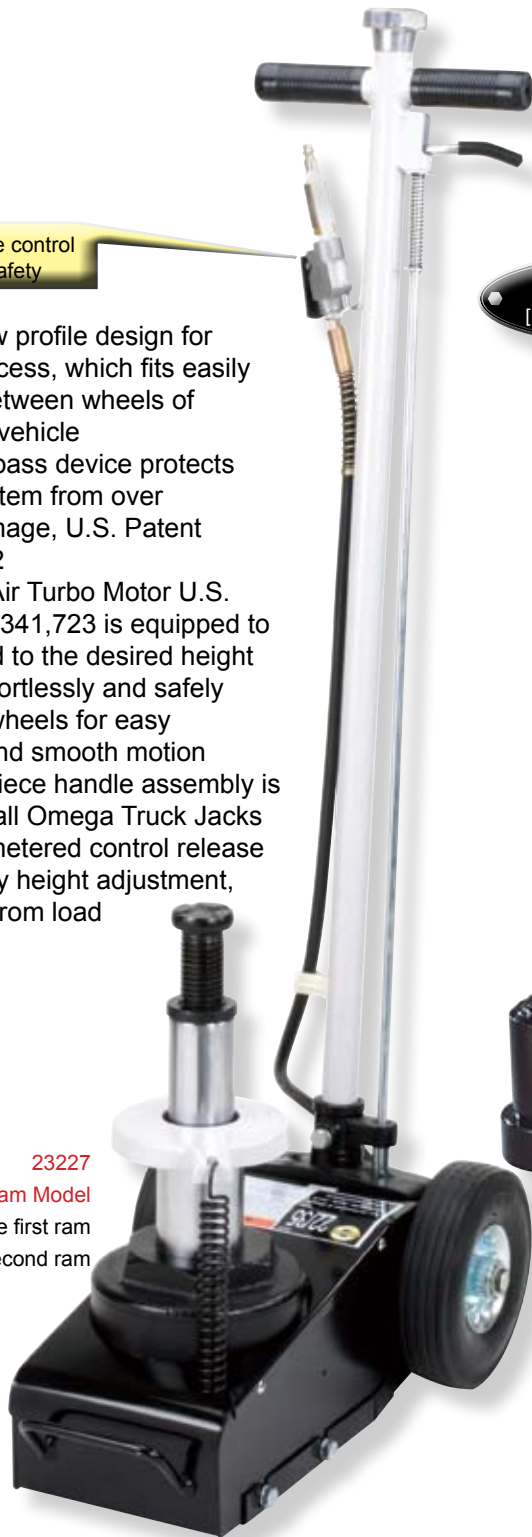 e control
afety
w profile design for
cess, which fits easily
etween wheels of
vehicle
pass device protects
tem from over
nage, U.S. Patent
2
Air Turbo Motor U.S.
341,723 is equipped to
d to the desired height
ortlessly and safely
wheels for easy
nd smooth motion
iece handle assembly is
all Omega Truck Jacks
netered control release
y height adjustment,
rom load
[
23227
am Model
e first ram
econd ram